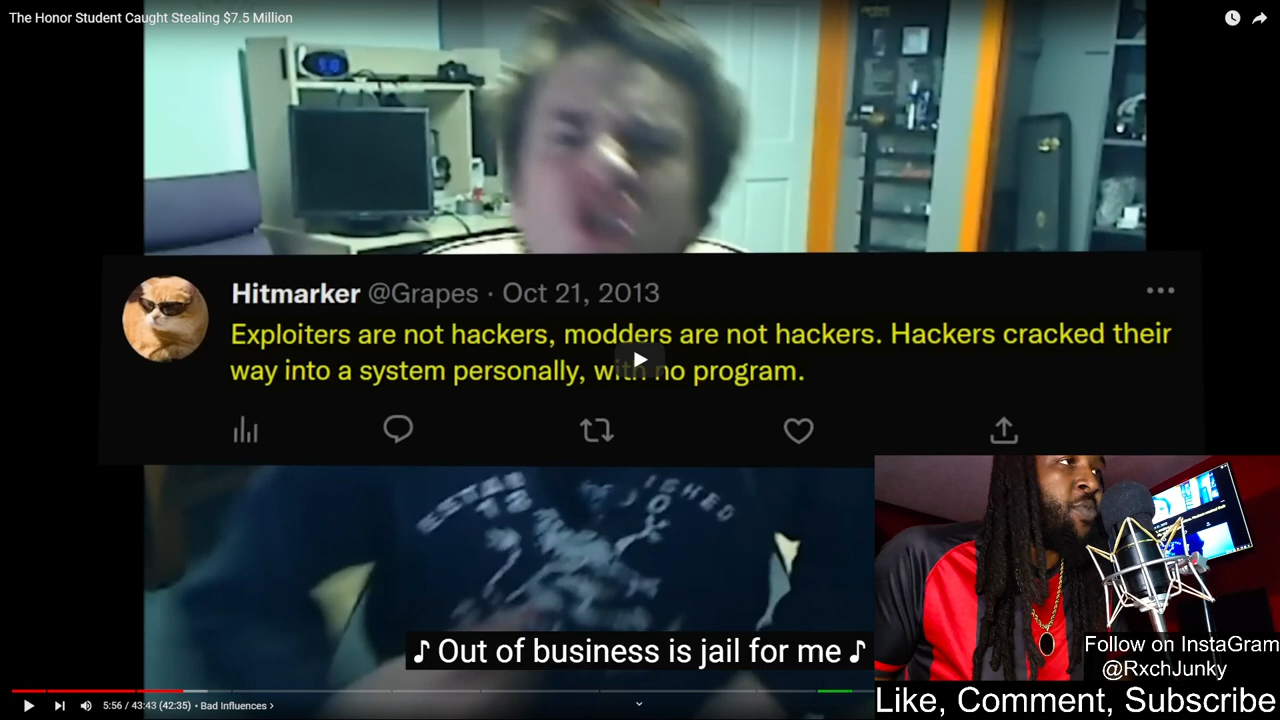 The Honor Student Caught Stealing $7.5 Million
Hitmarker @Grapes · Oct 21, 2013
Exploiters are not hackers, modders are not hackers. Hackers cracked their
way into a system personally, with no program.
♪ Out of business is jail for me ♪
Follow on InstaGram
@RxchJunky
Like, Comment, Subscribe
5:56 / 43:43 (42:35) • Bad Influences >